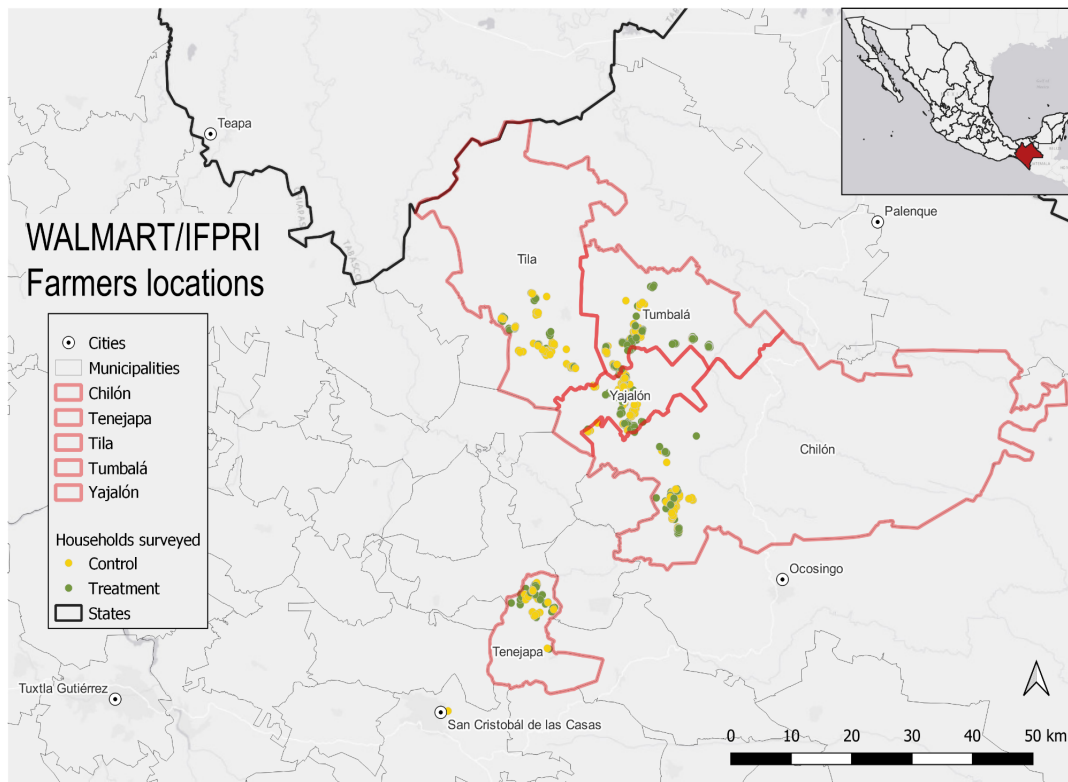 WALMART/IFPRI
Farmers locations
Cities
Municipalities
Chilón
Tenejapa
Tila
Tumbalá
Yajalón
Households surveyed
Control
Treatment
States
Teapa
CHIAPAS
TABASCO
Palenque
Tila
Tumbalá
Yajalón
Chilón
Ocosingo
Tenejapa
Tuxtla Gutiérrez
San Cristobál de las Casas
0 10 20 30 40 50 km